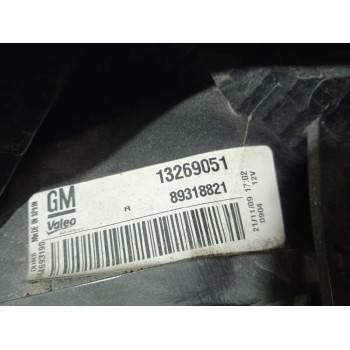 GM
Valeo
13269051
R 89318821
MADE IN SPAIN
21/11/09 17:02
12V
0904